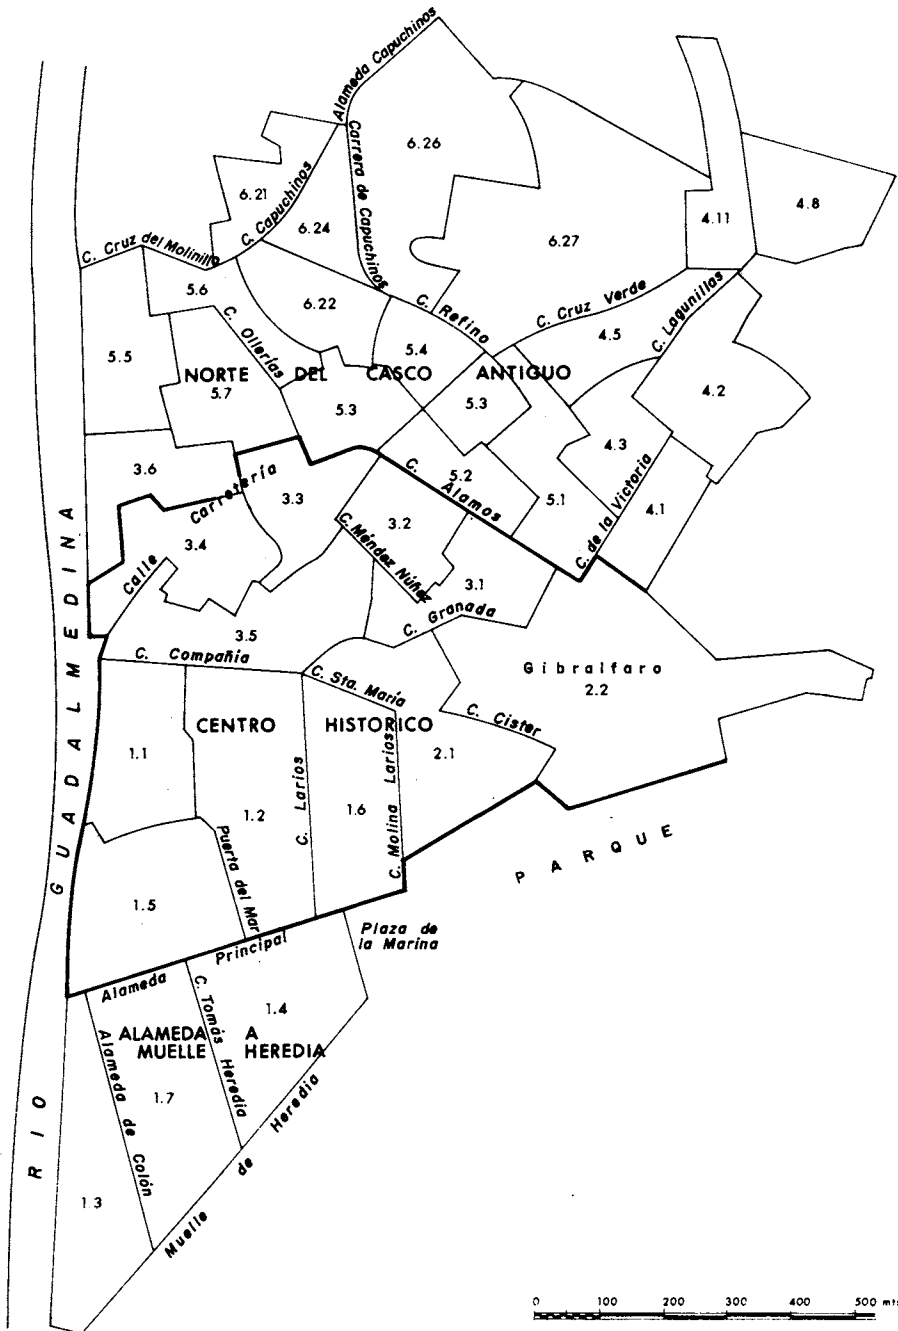 Alameda Capuchinos
6.26
Carrera de Capuchinos
6.21
C. Capuchinos
6.24
4.11
4.8
6.27
C. Cruz del Molinillo
5.6
6.22
C. Refino
C. Cruz Verde
C. Lagunillas
4.5
C. Ollerías
5.5
5.4
NORTE DEL CASCO ANTIGUO
5.7
5.3
5.3
4.2
4.3
3.6
Carretería
3.3
5.2
C. Álamos
5.1
C. de la Victoria
4.1
3.4
Calle
3.2
C. Méndez Núñez
3.1
C. Granada
3.5
C. Compañía
C. Sta. María
Gibralfaro
2.2
C. Cister
CENTRO HISTORICO
1.1
2.1
C. Larios
C. Molina Larios
1.2
1.6
Puerta del Mar
PARQUE
1.5
Plaza de
la Marina
Alameda Principal
C. Tomás Heredia
1.4
ALAMEDA A
MUELLE HEREDIA
Alameda de Colón
1.7
Muelle de Heredia
1.3
RIO GUADALMEDINA
0 100 200 300 400 500 mts